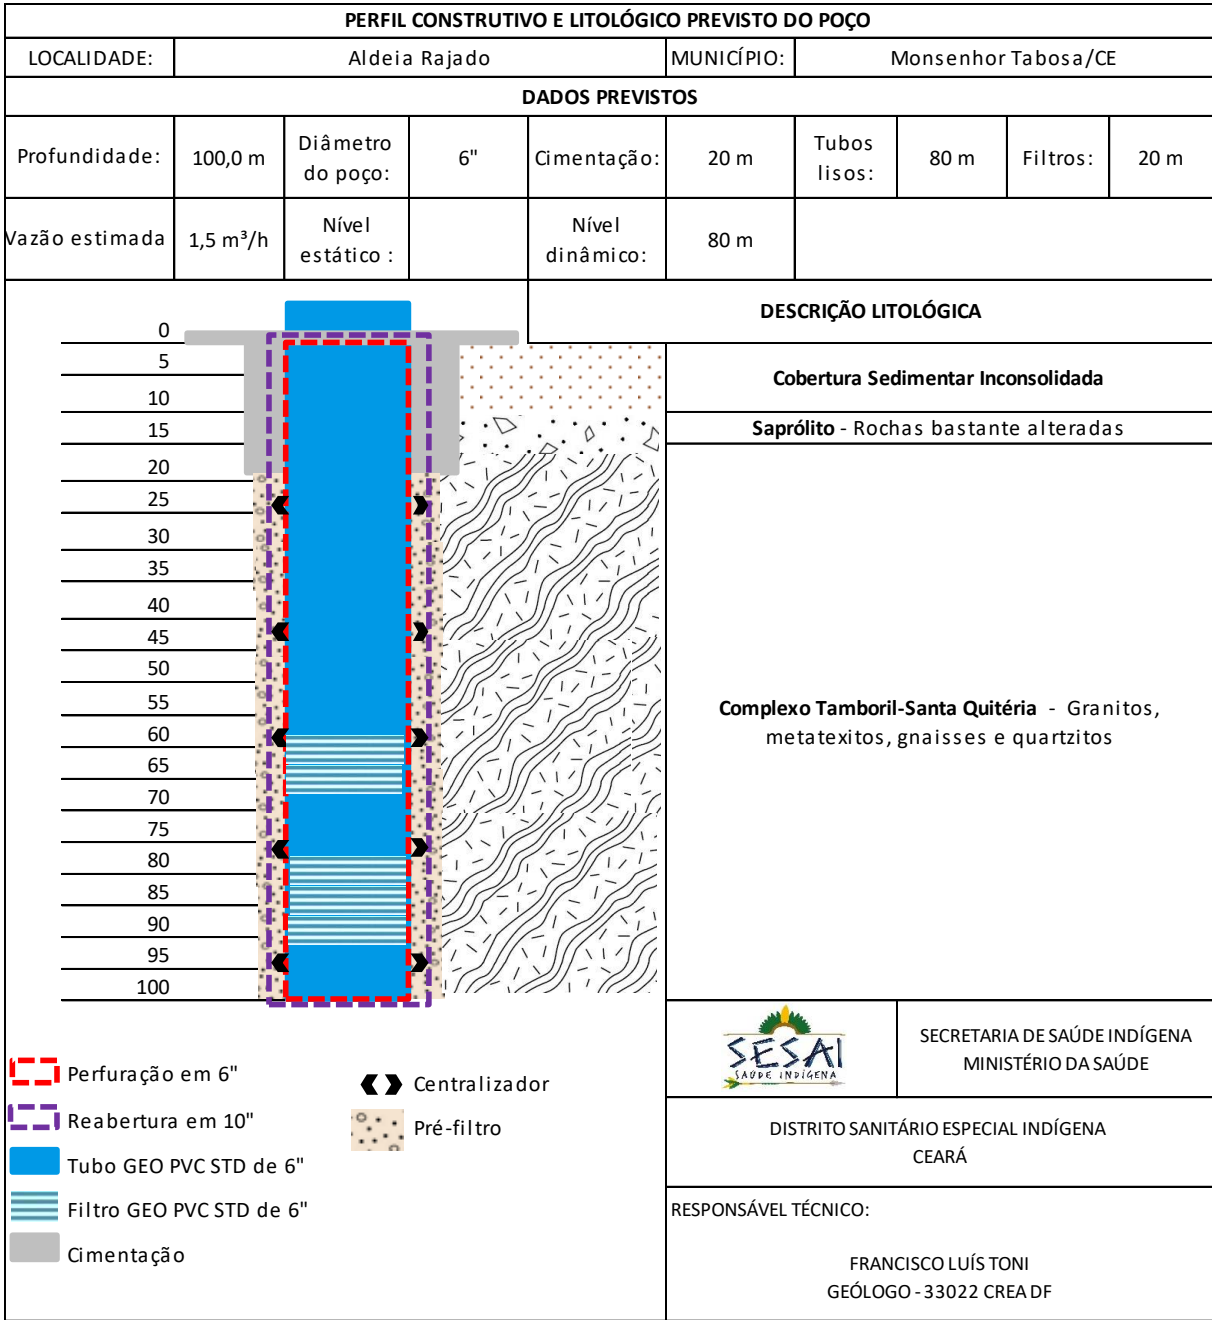 PERFIL CONSTRUTIVO E LITOLÓGICO PREVISTO DO POÇO
LOCALIDADE: Aldeia Rajado MUNICÍPIO: Monsenhor Tabosa/CE
DADOS PREVISTOS
Profundidade: 100,0 m Diâmetro do poço: 6" Cimentação: 20 m Tubos lisos: 80 m Filtros: 20 m
Vazão estimada 1,5 m³/h Nível estático : Nível dinâmico: 80 m
DESCRIÇÃO LITOLÓGICA
0
5
10
15
20
25
30
35
40
45
50
55
60
65
70
75
80
85
90
95
100
Cobertura Sedimentar Inconsolidada
Saprólito - Rochas bastante alteradas
Complexo Tamboril-Santa Quitéria - Granitos,
metatexitos, gnaisses e quartzitos
Perfuração em 6"
Reabertura em 10"
Tubo GEO PVC STD de 6"
Filtro GEO PVC STD de 6"
Cimentação
Centralizador
Pré-filtro
SESAI
SAÚDE INDÍGENA
SECRETARIA DE SAÚDE INDÍGENA
MINISTÉRIO DA SAÚDE
DISTRITO SANITÁRIO ESPECIAL INDÍGENA
CEARÁ
RESPONSÁVEL TÉCNICO:
FRANCISCO LUÍS TONI
GEÓLOGO - 33022 CREA DF